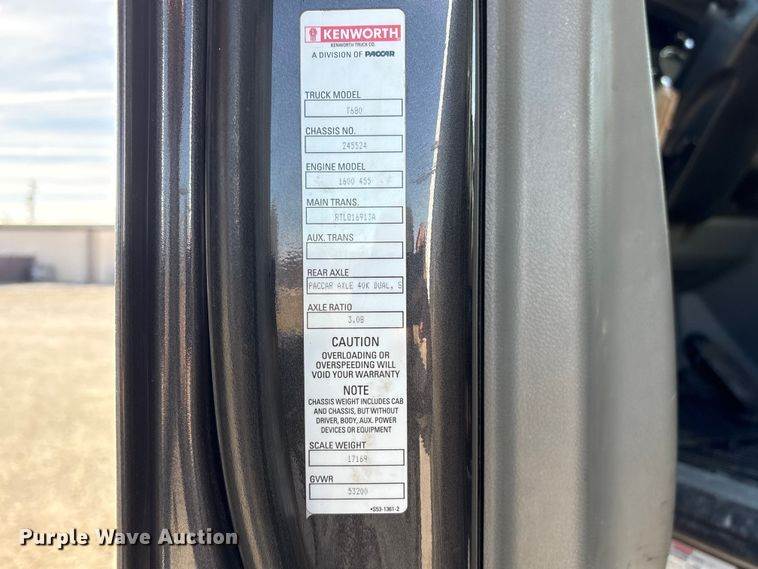 KENWORTH
KENWORTH TRUCK CO.
A DIVISION OF PACCAR
TRUCK MODEL
T680
CHASSIS NO.
245524
ENGINE MODEL
1600 455
MAIN TRANS.
RTLO16913A
AUX. TRANS
REAR AXLE
PACCAR AXLE 40K DUAL, S
AXLE RATIO
3.08
CAUTION
OVERLOADING OR
OVERSPEEDING WILL
VOID YOUR WARRANTY
NOTE
CHASSIS WEIGHT INCLUDES CAB
AND CHASSIS, BUT WITHOUT
DRIVER, BODY, AUX. POWER
DEVICES OR EQUIPMENT
SCALE WEIGHT
17169
GVWR
53200
•S53-1361-2
Purple Wave Auction